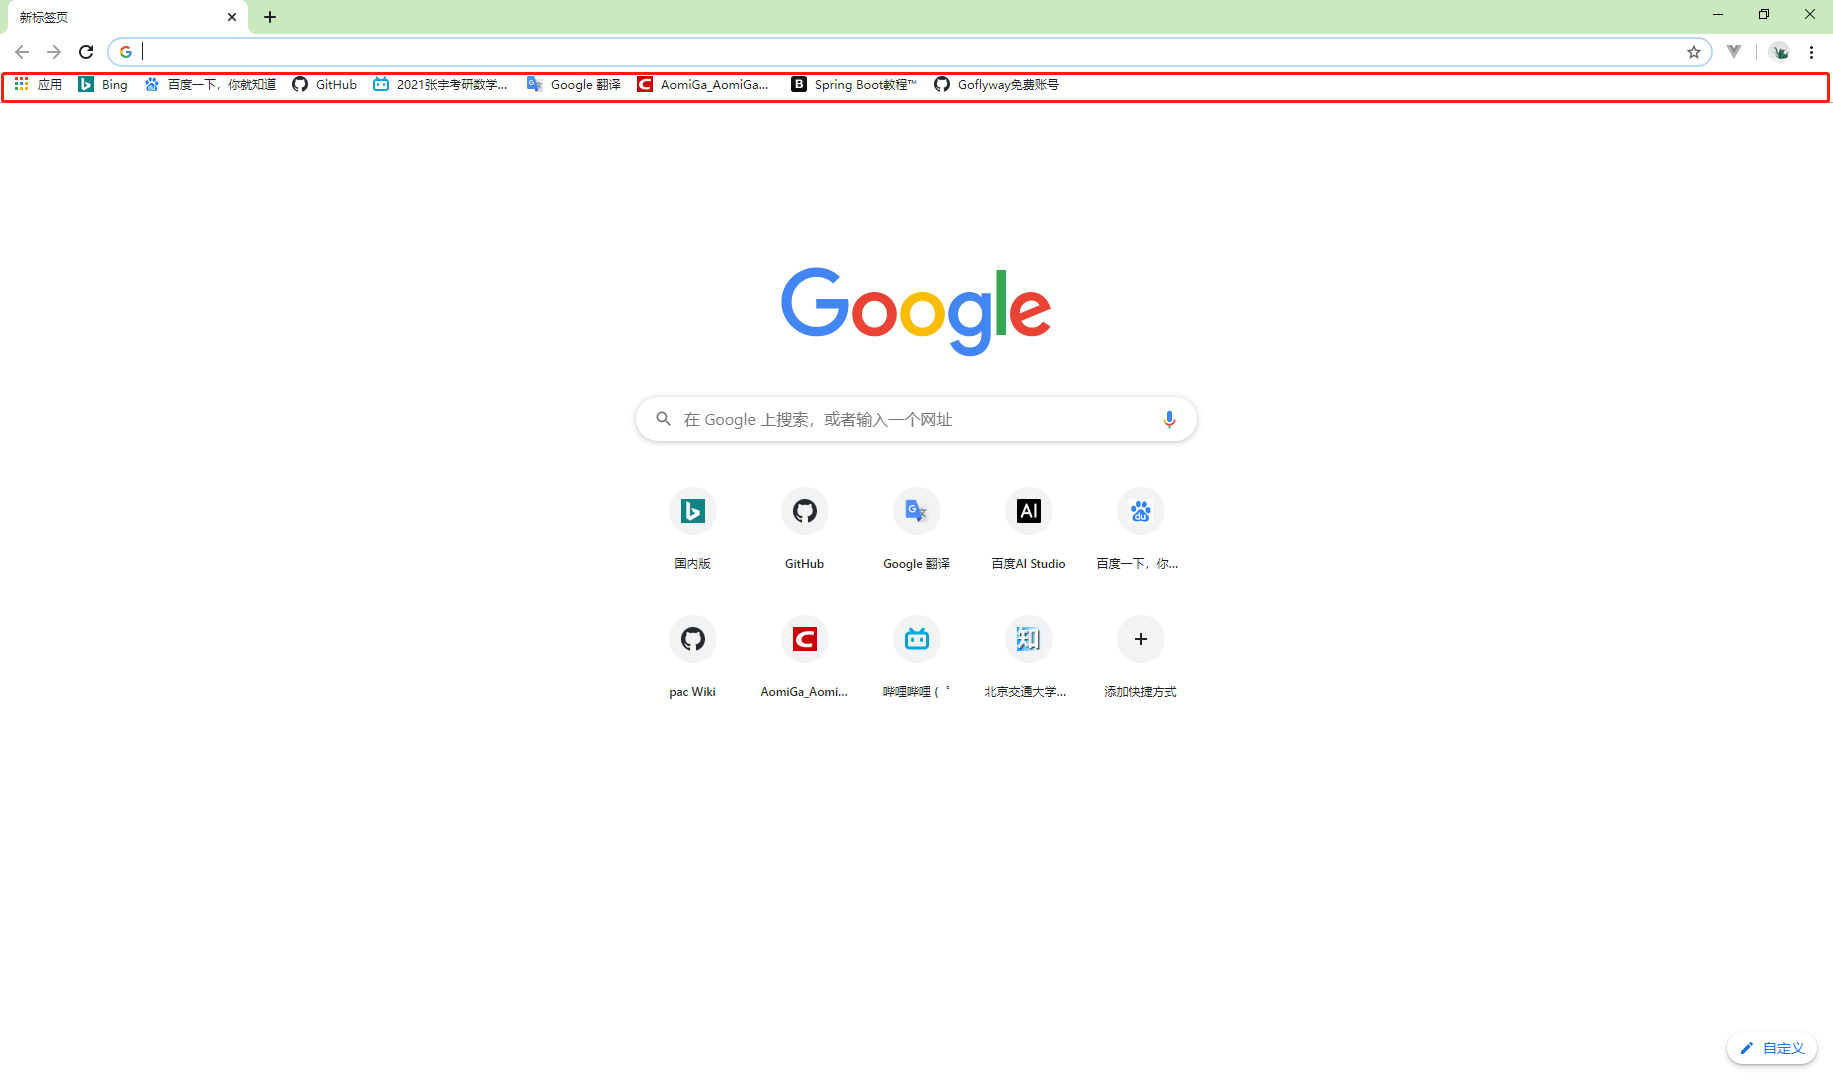 新标签页
应用 Bing 百度一下，你就知道 GitHub 2021张宇考研数学... Google 翻译 AomiGa_AomiGa... Spring Boot教程™ Goflyway免费账号
Google
在 Google 上搜索，或者输入一个网址
国内版 GitHub Google 翻译 百度AI Studio 百度一下，你...
pac Wiki AomiGa_Aomi... 哔哩哔哩 ( ゜ 北京交通大学... 添加快捷方式
自定义